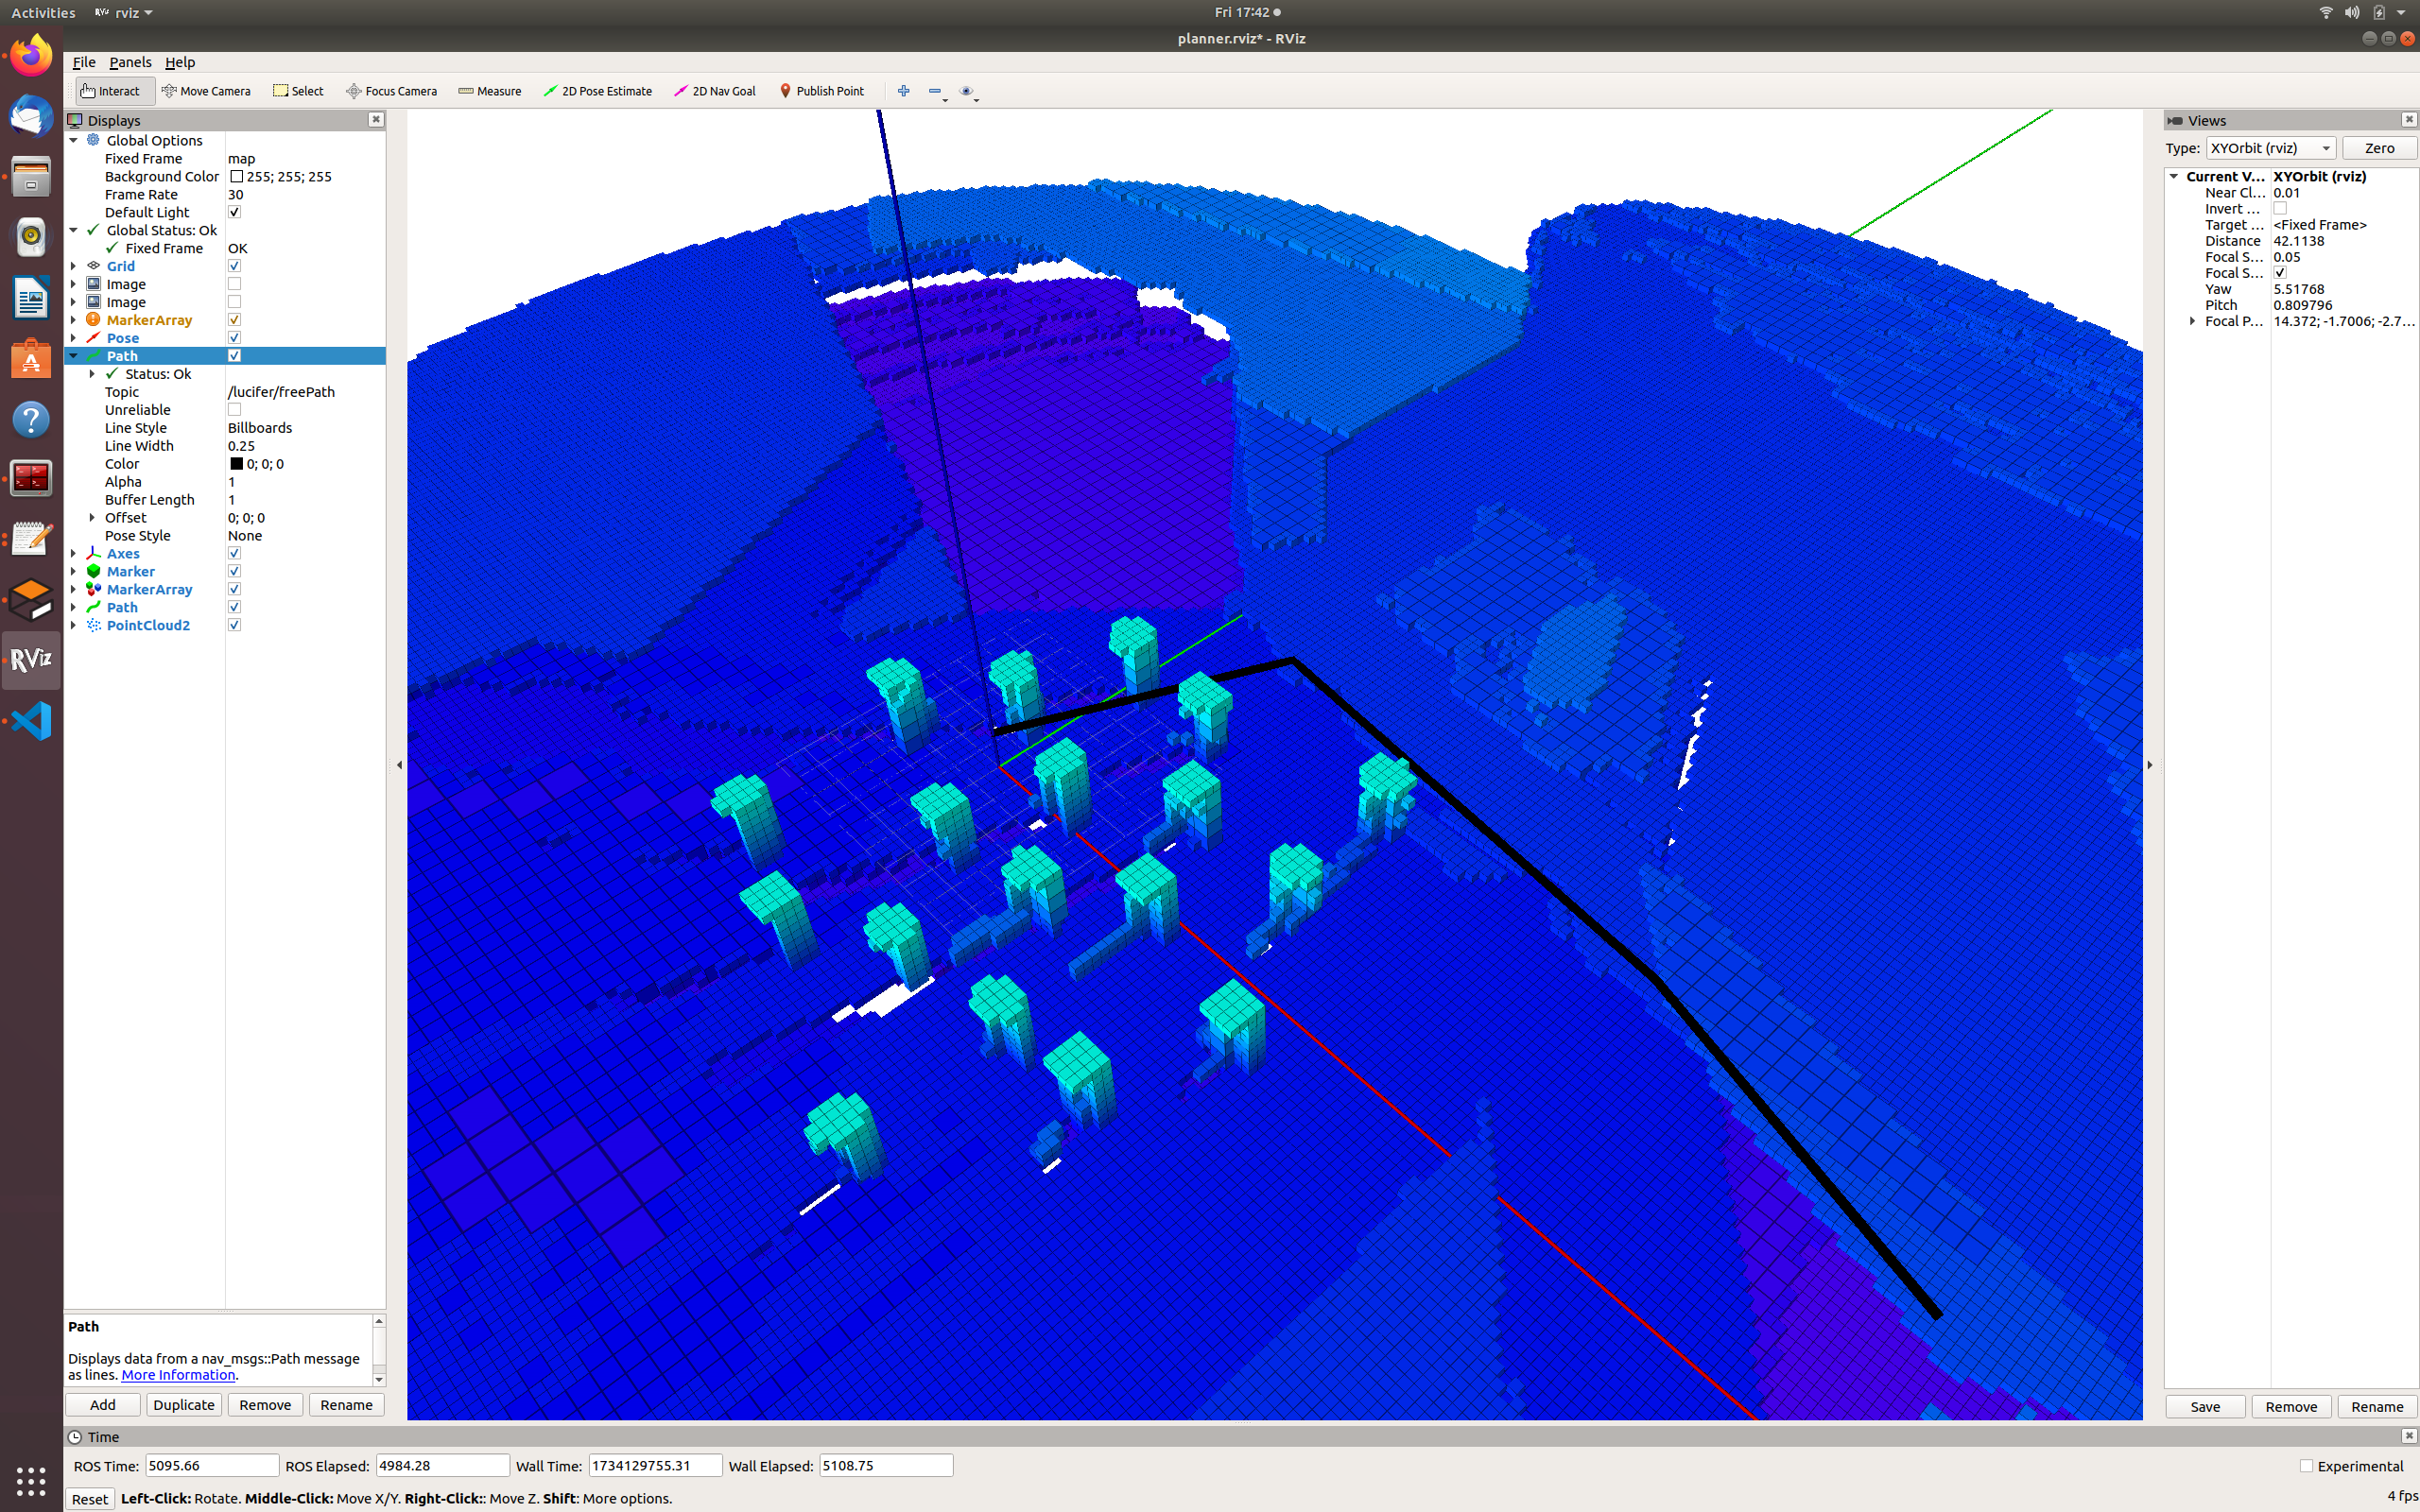 Activities RViz rviz Fri 17:42
planner.rviz* - RViz
File Panels Help
Interact Move Camera Select Focus Camera Measure 2D Pose Estimate 2D Nav Goal Publish Point
Displays
Global Options
Fixed Frame map
Background Color 255; 255; 255
Frame Rate 30
Default Light
Global Status: Ok
Fixed Frame OK
Grid
Image
Image
MarkerArray
Pose
Path
Status: Ok
Topic /lucifer/freePath
Unreliable
Line Style Billboards
Line Width 0.25
Color 0; 0; 0
Alpha 1
Buffer Length 1
Offset 0; 0; 0
Pose Style None
Axes
Marker
MarkerArray
Path
PointCloud2
Path
Displays data from a nav_msgs::Path message
as lines. More Information.
Add Duplicate Remove Rename
Views
Type: XYOrbit (rviz) Zero
Current V... XYOrbit (rviz)
Near Cl... 0.01
Invert ...
Target ... <Fixed Frame>
Distance 42.1138
Focal S... 0.05
Focal S...
Yaw 5.51768
Pitch 0.809796
Focal P... 14.372; -1.7006; -2.7...
Save Remove Rename
RViz
Time
ROS Time: 5095.66 ROS Elapsed: 4984.28 Wall Time: 1734129755.31 Wall Elapsed: 5108.75 Experimental
Reset Left-Click: Rotate. Middle-Click: Move X/Y. Right-Click:: Move Z. Shift: More options. 4 fps